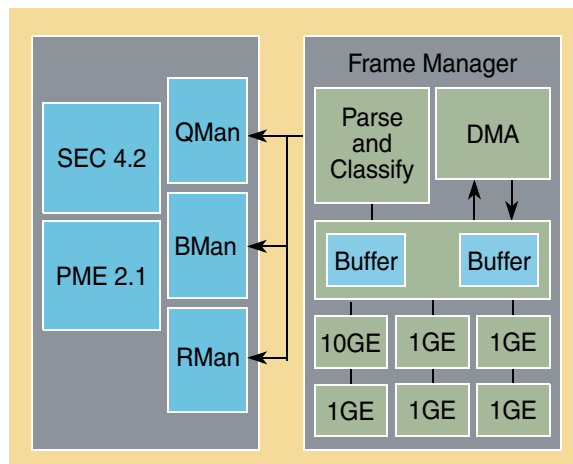 SEC 4.2
PME 2.1
QMan
BMan
RMan
Frame Manager
Parse
and
Classify
DMA
Buffer
Buffer
10GE
1GE
1GE
1GE
1GE
1GE